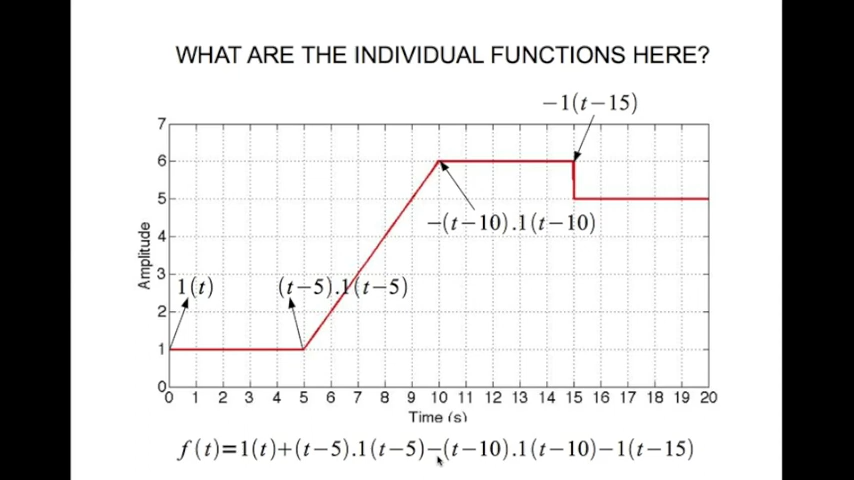 WHAT ARE THE INDIVIDUAL FUNCTIONS HERE?
−1(t−15)
7
6
5
−(t−10).1(t−10)
4
Amplitude
3
1(t)
(t−5).1(t−5)
2
1
0
0 1 2 3 4 5 6 7 8 9 10 11 12 13 14 15 16 17 18 19 20
Time (s)
f(t)=1(t)+(t−5).1(t−5)−(t−10).1(t−10)−1(t−15)